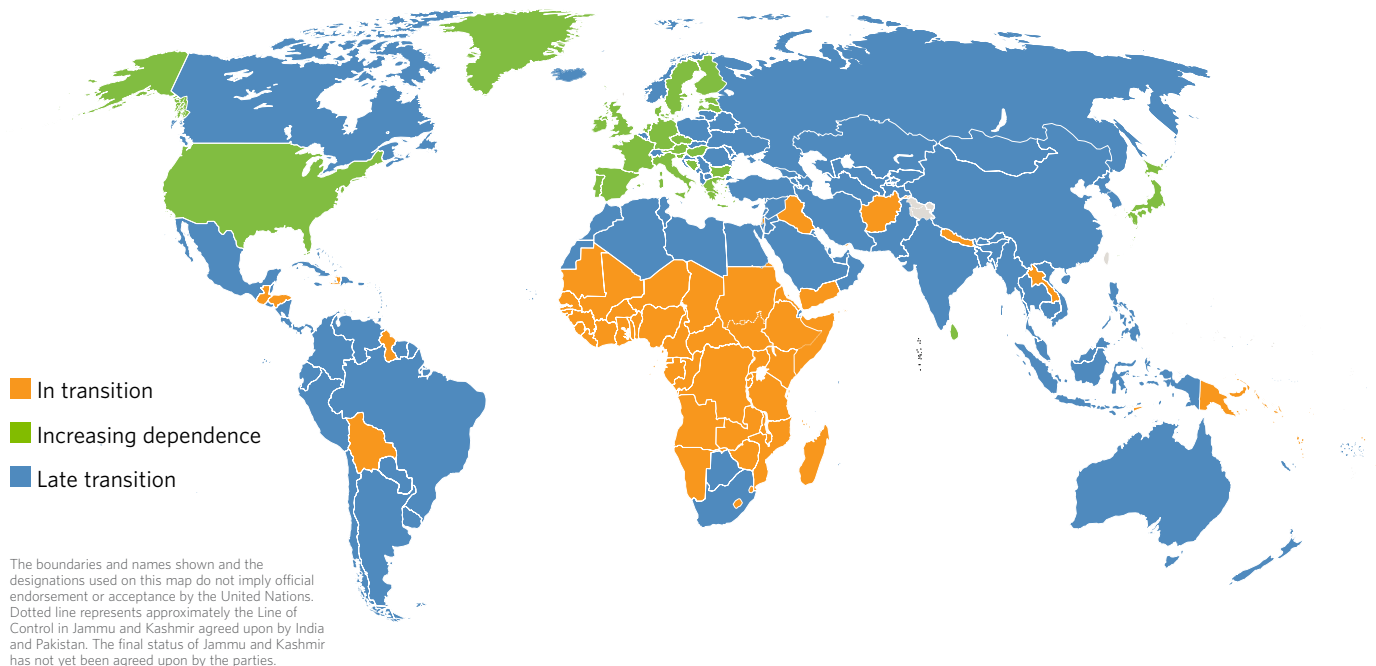 In transition
Increasing dependence
Late transition
The boundaries and names shown and the
designations used on this map do not imply official
endorsement or acceptance by the United Nations.
Dotted line represents approximately the Line of
Control in Jammu and Kashmir agreed upon by India
and Pakistan. The final status of Jammu and Kashmir
has not yet been agreed upon by the parties.